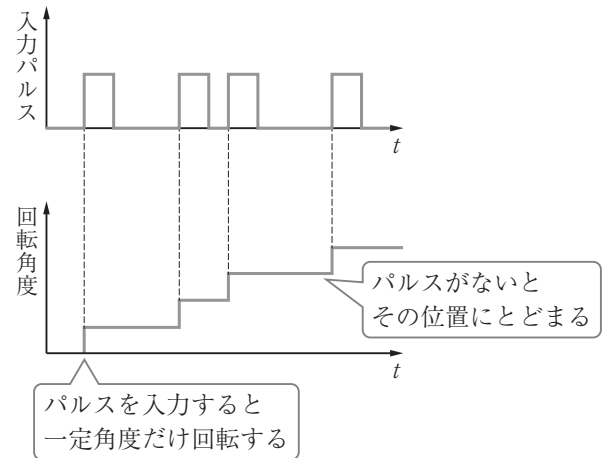 入力パルス
t
回転角度
パルスがないと
その位置にとどまる
t
パルスを入力すると
一定角度だけ回転する